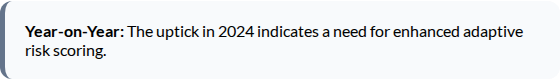 Year-on-Year: The uptick in 2024 indicates a need for enhanced adaptive
risk scoring.